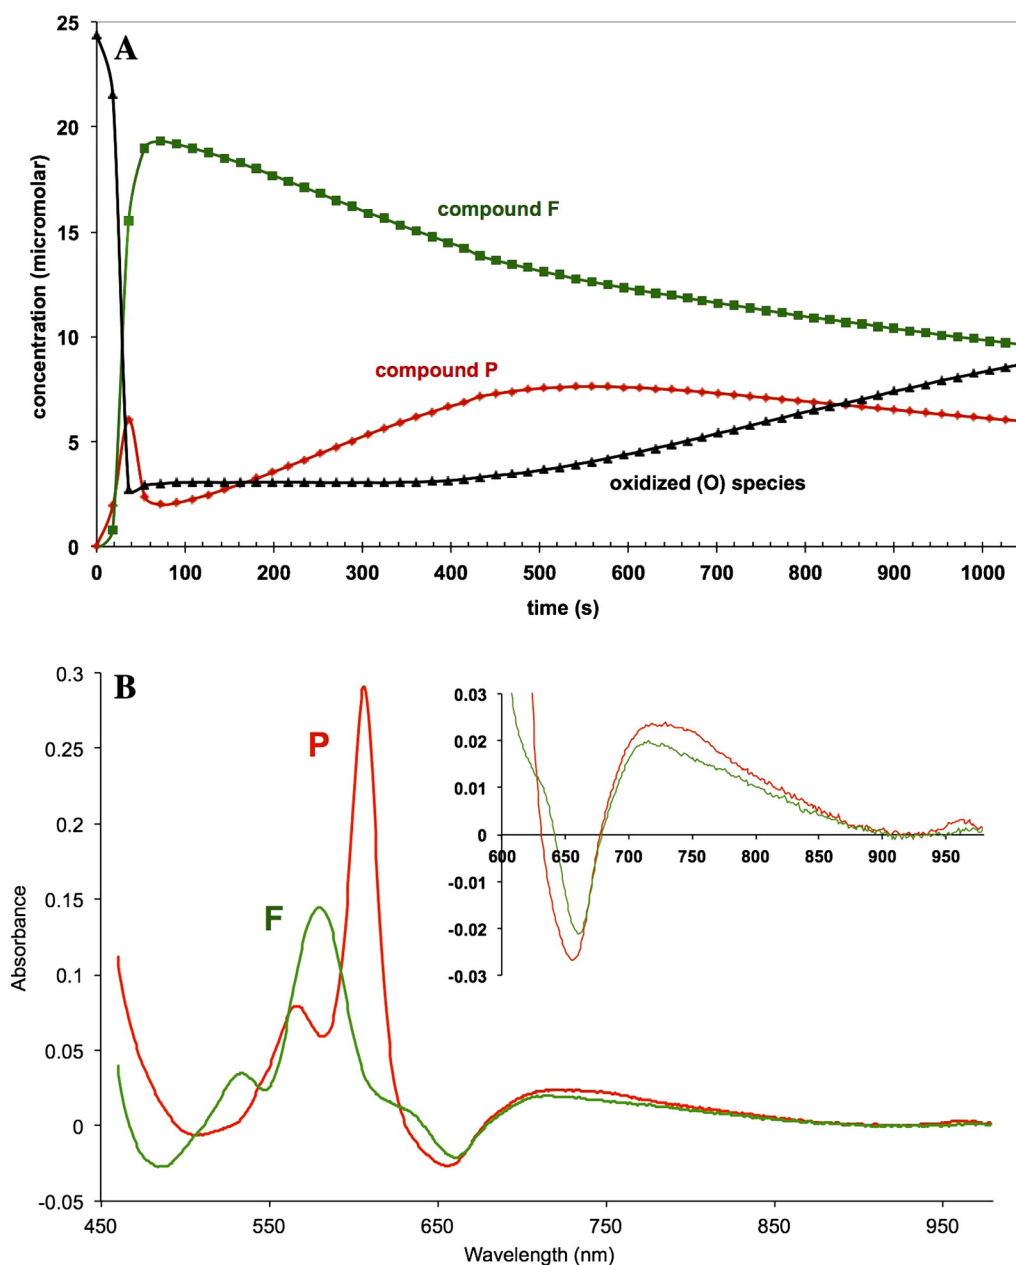 A
25
20
15
10
5
0
concentration (micromolar)
compound F
compound P
oxidized (O) species
0 100 200 300 400 500 600 700 800 900 1000
time (s)
B
0.3
0.25
0.2
0.15
0.1
0.05
0
-0.05
Absorbance
P
F
0.03
0.02
0.01
0
-0.01
-0.02
-0.03
600 650 700 750 800 850 900 950
450 550 650 750 850 950
Wavelength (nm)